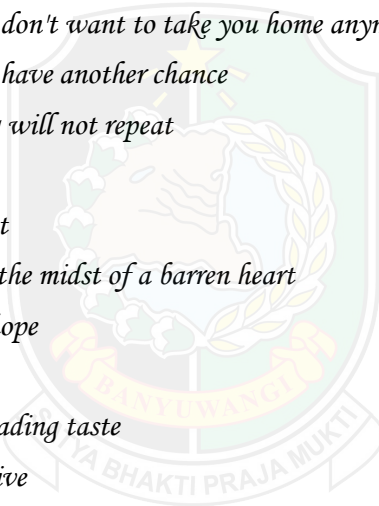 don't want to take you home anym
have another chance
will not repeat
t
the midst of a barren heart
ope
ading taste
ive
BANYUWANGI
SATYA BHAKTI PRAJA MUKTI